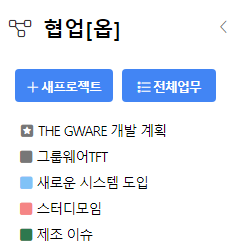 협업[옵]
+ 새프로젝트
전체업무
THE GWARE 개발 계획
그룹웨어TFT
새로운 시스템 도입
스터디모임
제조 이슈